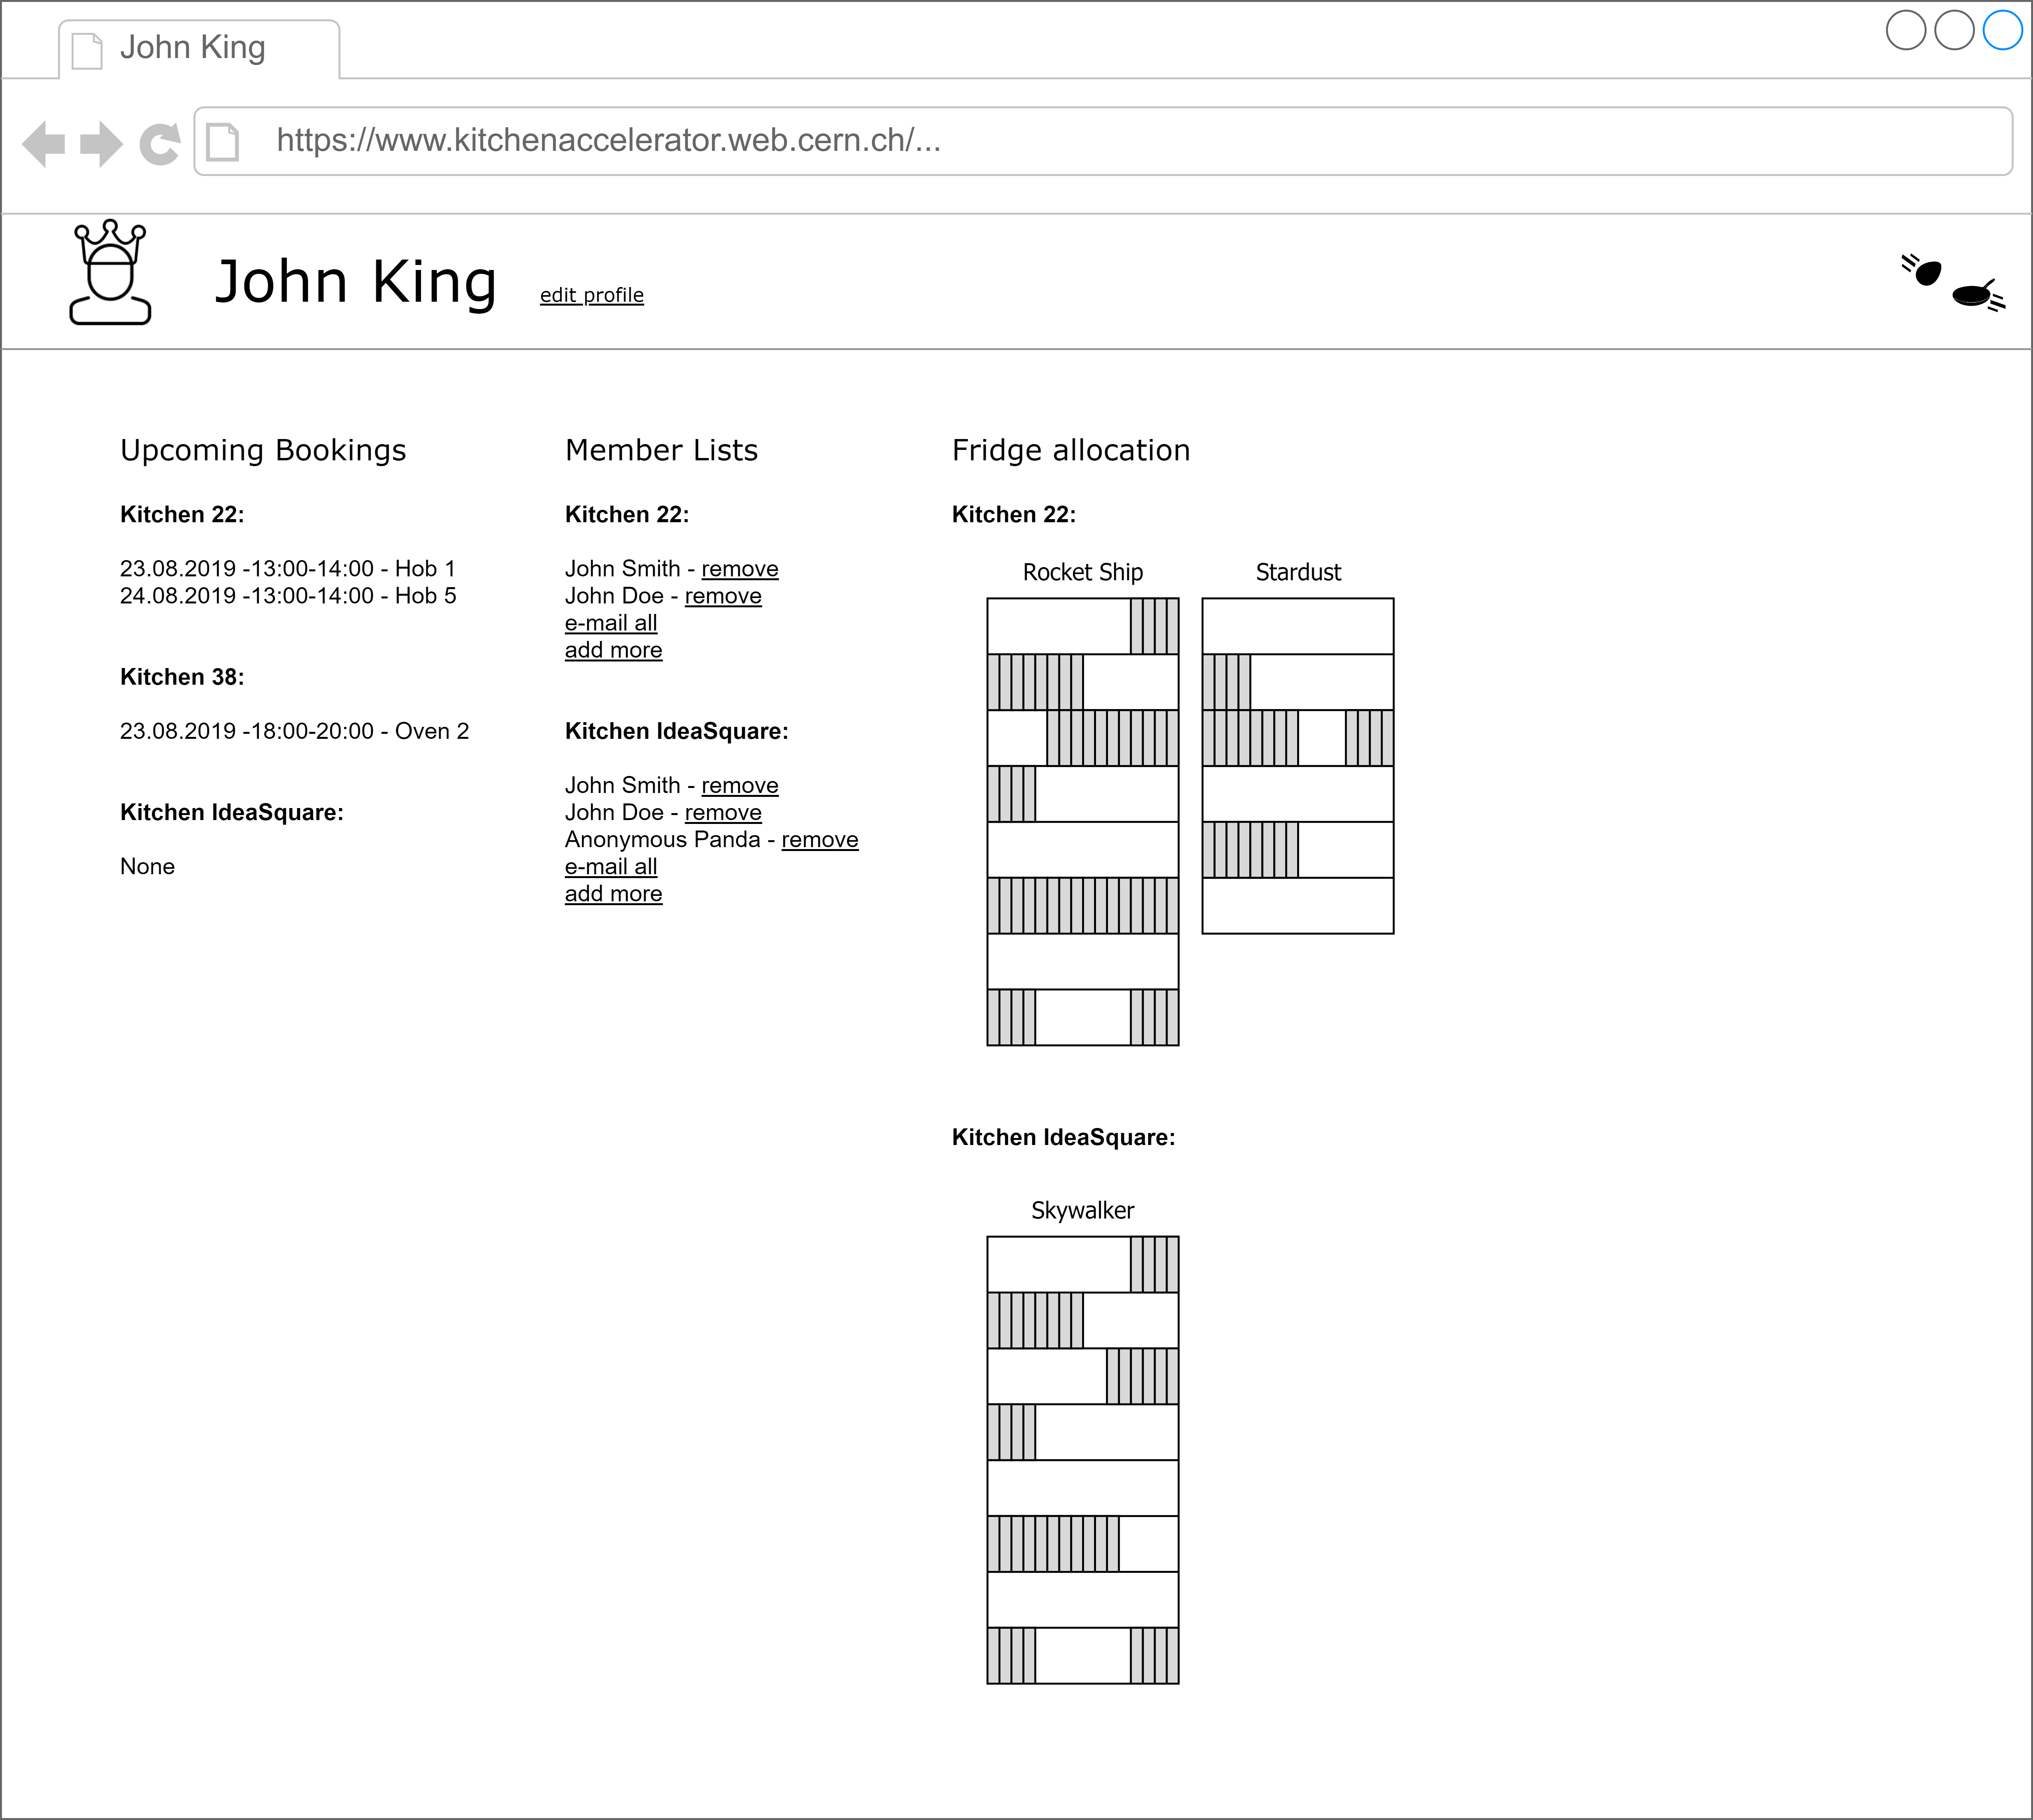 John King
https://www.kitchenaccelerator.web.cern.ch/...
John King edit profile
Upcoming Bookings
Kitchen 22:
23.08.2019 -13:00-14:00 - Hob 1
24.08.2019 -13:00-14:00 - Hob 5
Kitchen 38:
23.08.2019 -18:00-20:00 - Oven 2
Kitchen IdeaSquare:
None
Member Lists
Kitchen 22:
John Smith - remove
John Doe - remove
e-mail all
add more
Kitchen IdeaSquare:
John Smith - remove
John Doe - remove
Anonymous Panda - remove
e-mail all
add more
Fridge allocation
Kitchen 22:
Rocket Ship
Stardust
Kitchen IdeaSquare:
Skywalker